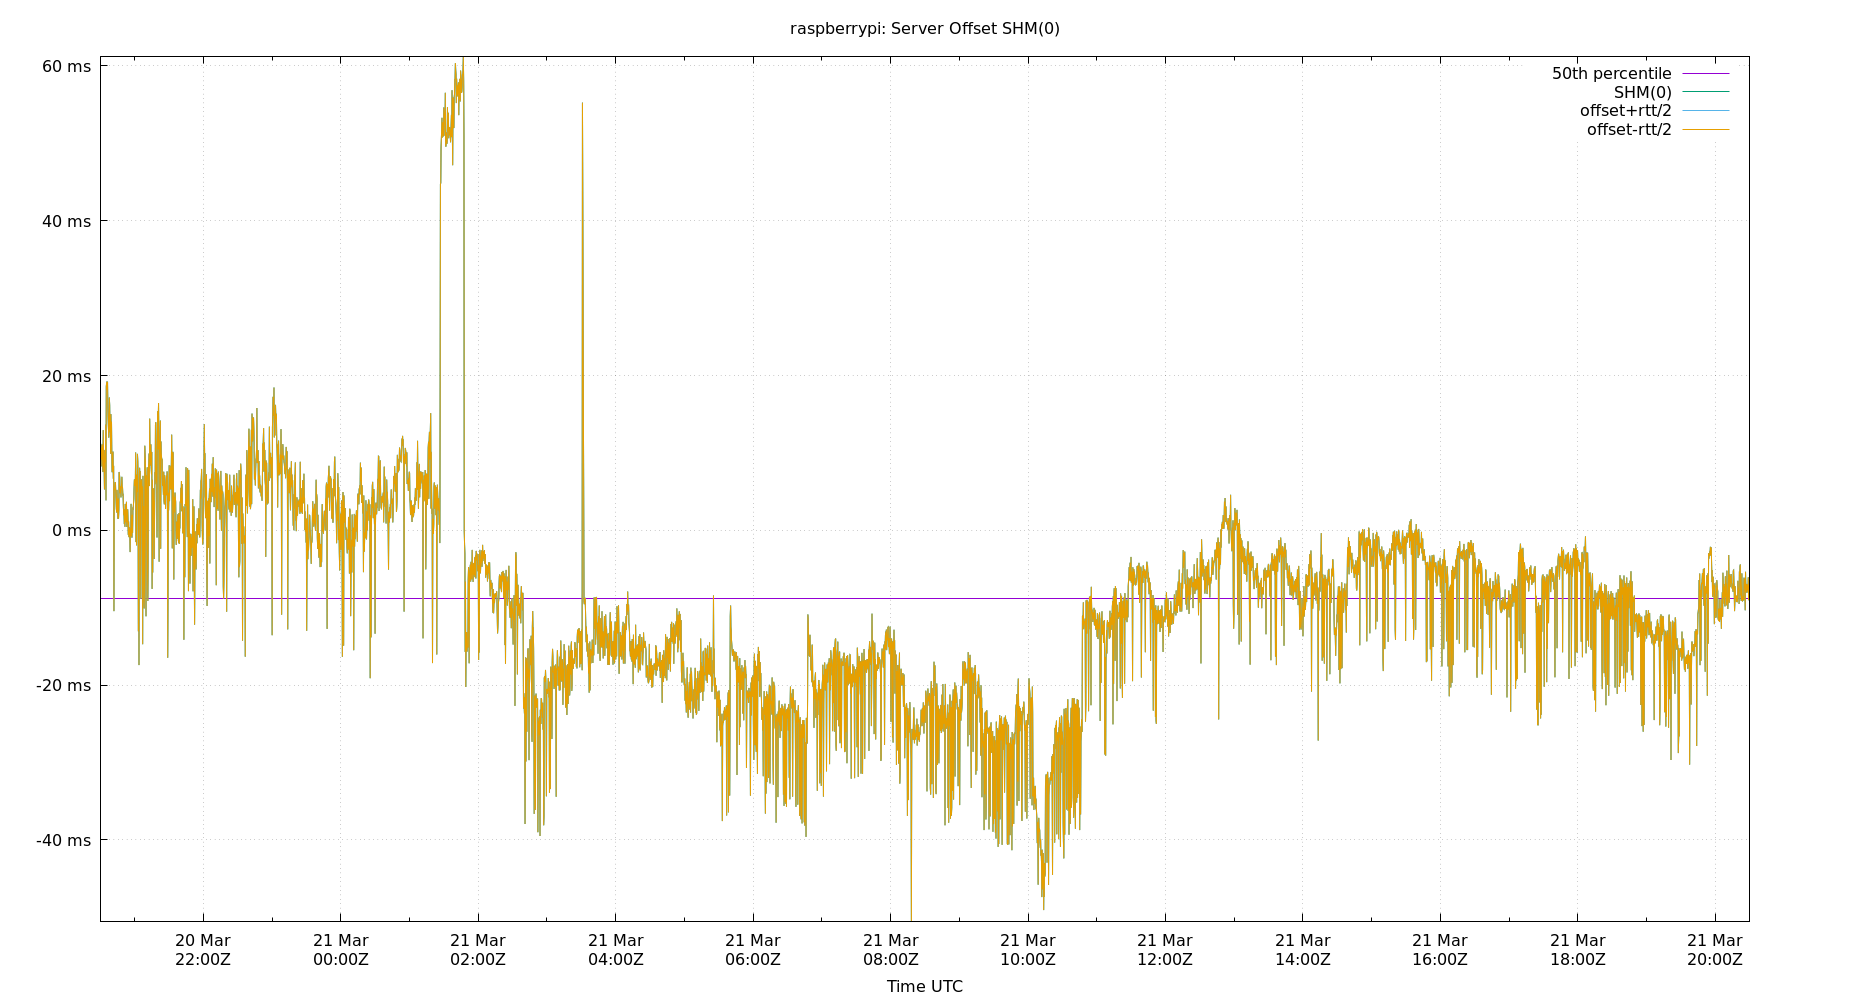 raspberrypi: Server Offset SHM(0)
50th percentile
SHM(0)
offset+rtt/2
offset-rtt/2
60 ms
40 ms
20 ms
0 ms
-20 ms
-40 ms
20 Mar 21 Mar 21 Mar 21 Mar 21 Mar 21 Mar 21 Mar 21 Mar 21 Mar 21 Mar 21 Mar 21 Mar
22:00Z 00:00Z 02:00Z 04:00Z 06:00Z 08:00Z 10:00Z 12:00Z 14:00Z 16:00Z 18:00Z 20:00Z
Time UTC